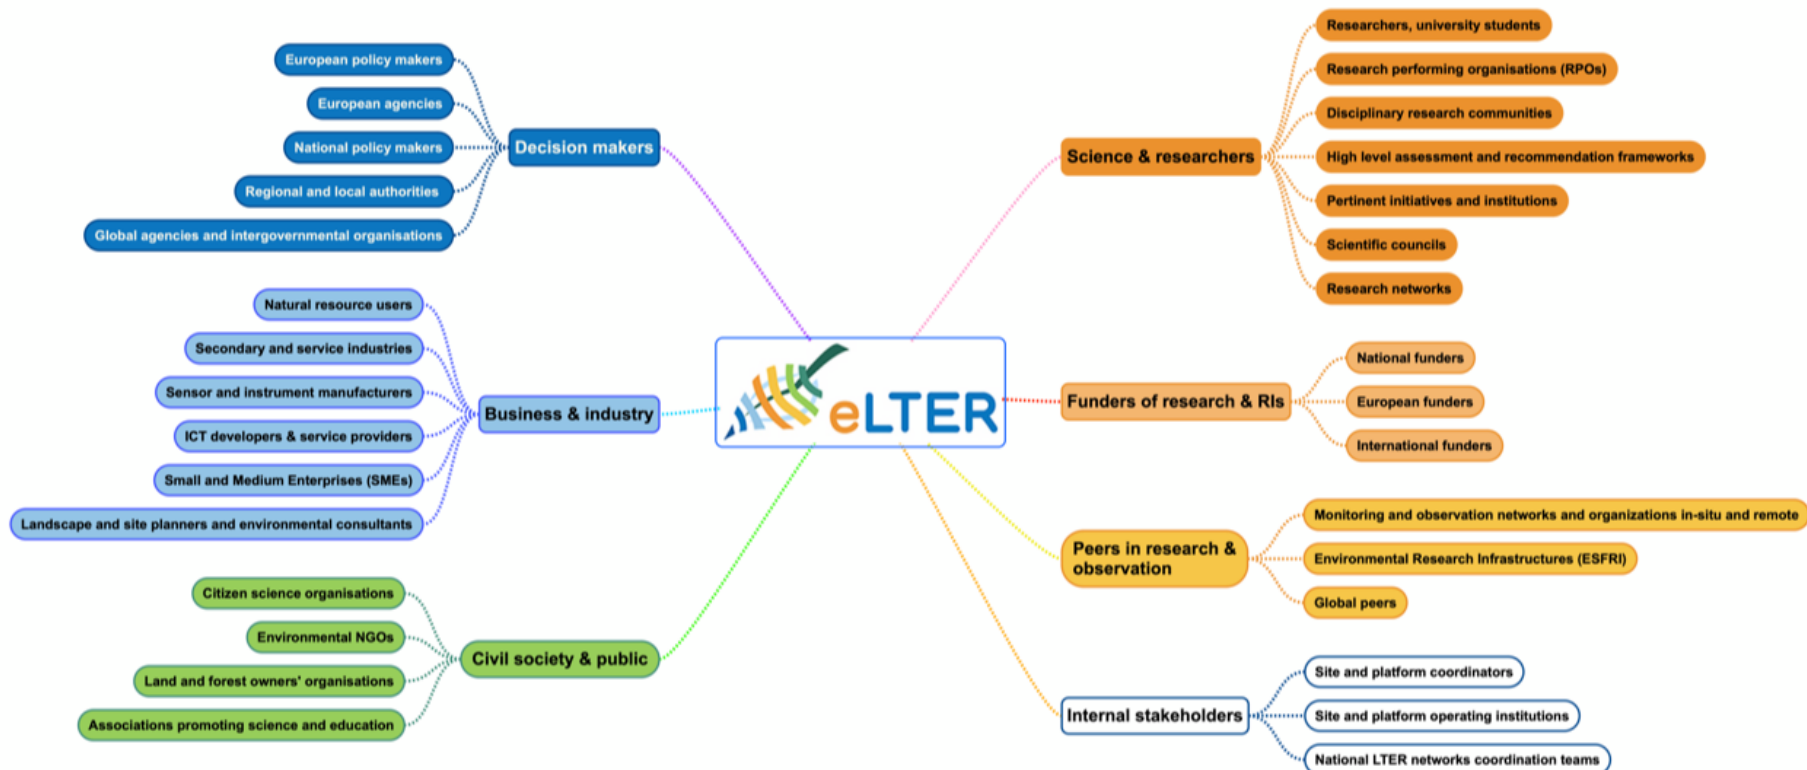 European policy makers
European agencies
National policy makers
Regional and local authorities
Global agencies and intergovernmental organisations
Decision makers
Natural resource users
Secondary and service industries
Sensor and instrument manufacturers
ICT developers & service providers
Small and Medium Enterprises (SMEs)
Landscape and site planners and environmental consultants
Business & industry
Citizen science organisations
Environmental NGOs
Land and forest owners' organisations
Associations promoting science and education
Civil society & public
eLTER
Science & researchers
Researchers, university students
Research performing organisations (RPOs)
Disciplinary research communities
High level assessment and recommendation frameworks
Pertinent initiatives and institutions
Scientific councils
Research networks
Funders of research & RIs
National funders
European funders
International funders
Peers in research &
observation
Monitoring and observation networks and organizations in-situ and remote
Environmental Research Infrastructures (ESFRI)
Global peers
Internal stakeholders
Site and platform coordinators
Site and platform operating institutions
National LTER networks coordination teams